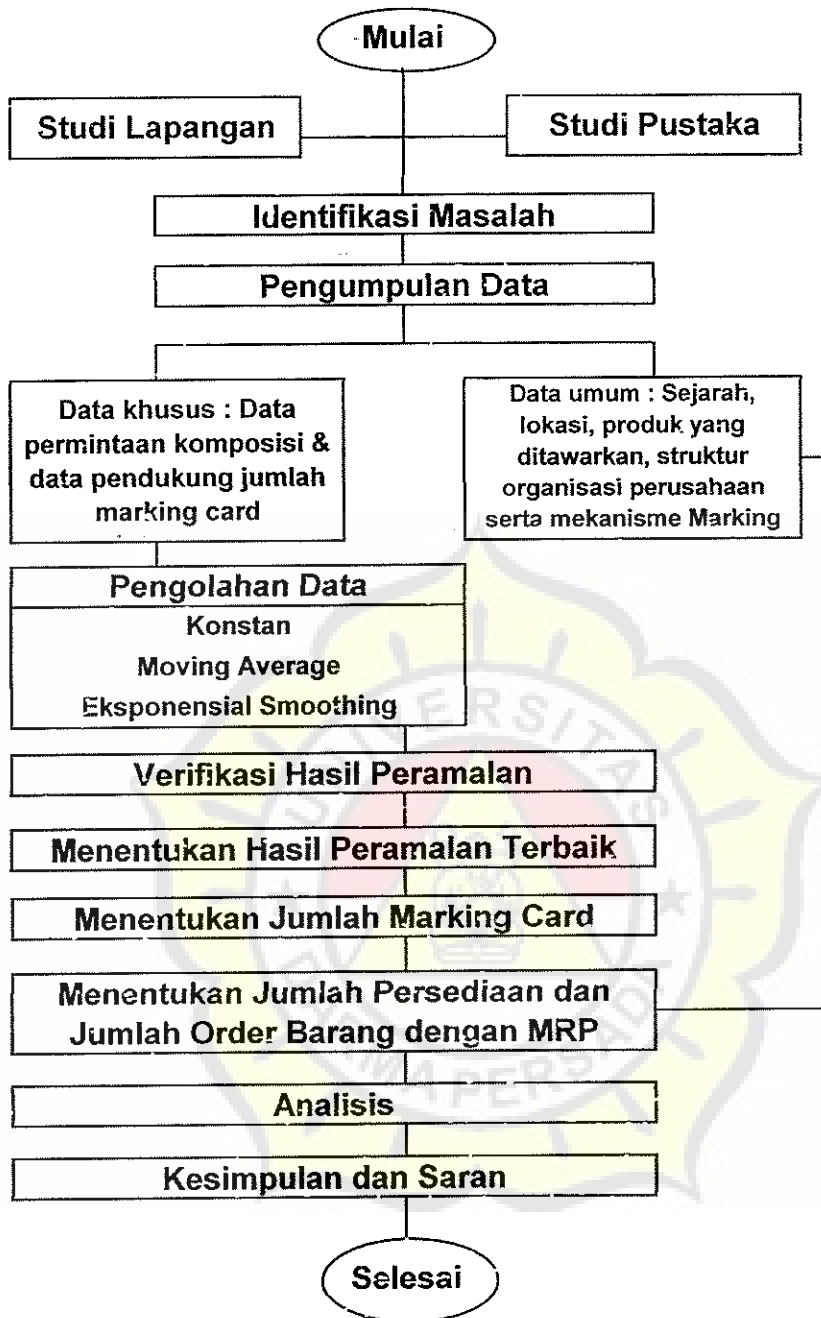 Mulai
Studi Lapangan
Studi Pustaka
Identifikasi Masalah
Pengumpulan Data
Data khusus : Data
permintaan komposisi &
data pendukung jumlah
marking card
Data umum : Sejarah,
lokasi, produk yang
ditawarkan, struktur
organisasi perusahaan
serta mekanisme Marking
Pengolahan Data
Konstan
Moving Average
Eksponensial Smoothing
Verifikasi Hasil Peramalan
Menentukan Hasil Peramalan Terbaik
Menentukan Jumlah Marking Card
Menentukan Jumlah Persediaan dan
Jumlah Order Barang dengan MRP
Analisis
Kesimpulan dan Saran
Selesai
UNIVERSITAS
DARMA PERSADA